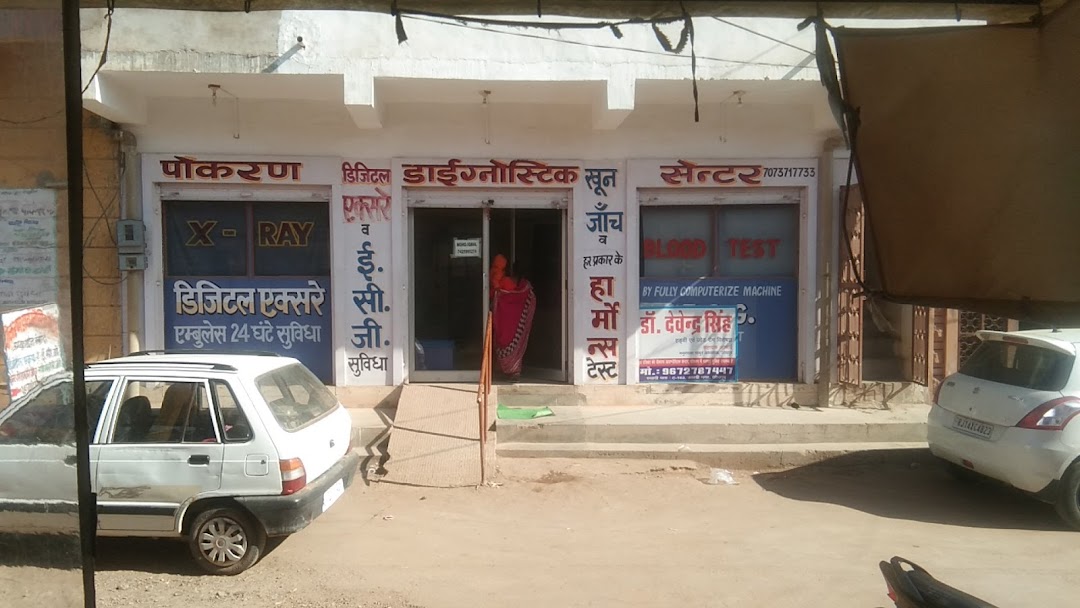 पोकरण
डाईग्नोस्टिक
सेन्टर 7073717733
X - RAY
डिजिटल एक्सरे
एम्बुलेस 24 घंटे सुविधा
डिजिटल
एक्सरे
व
ई.
सी.
जी.
सुविधा
खून
जाँच
व
हर प्रकार के
हा
र्मो
न्स
टेस्ट
BLOOD TEST
BY FULLY COMPUTERIZE MACHINE
डॉ. देवेन्द्र सिंह
मो.: 9672787447